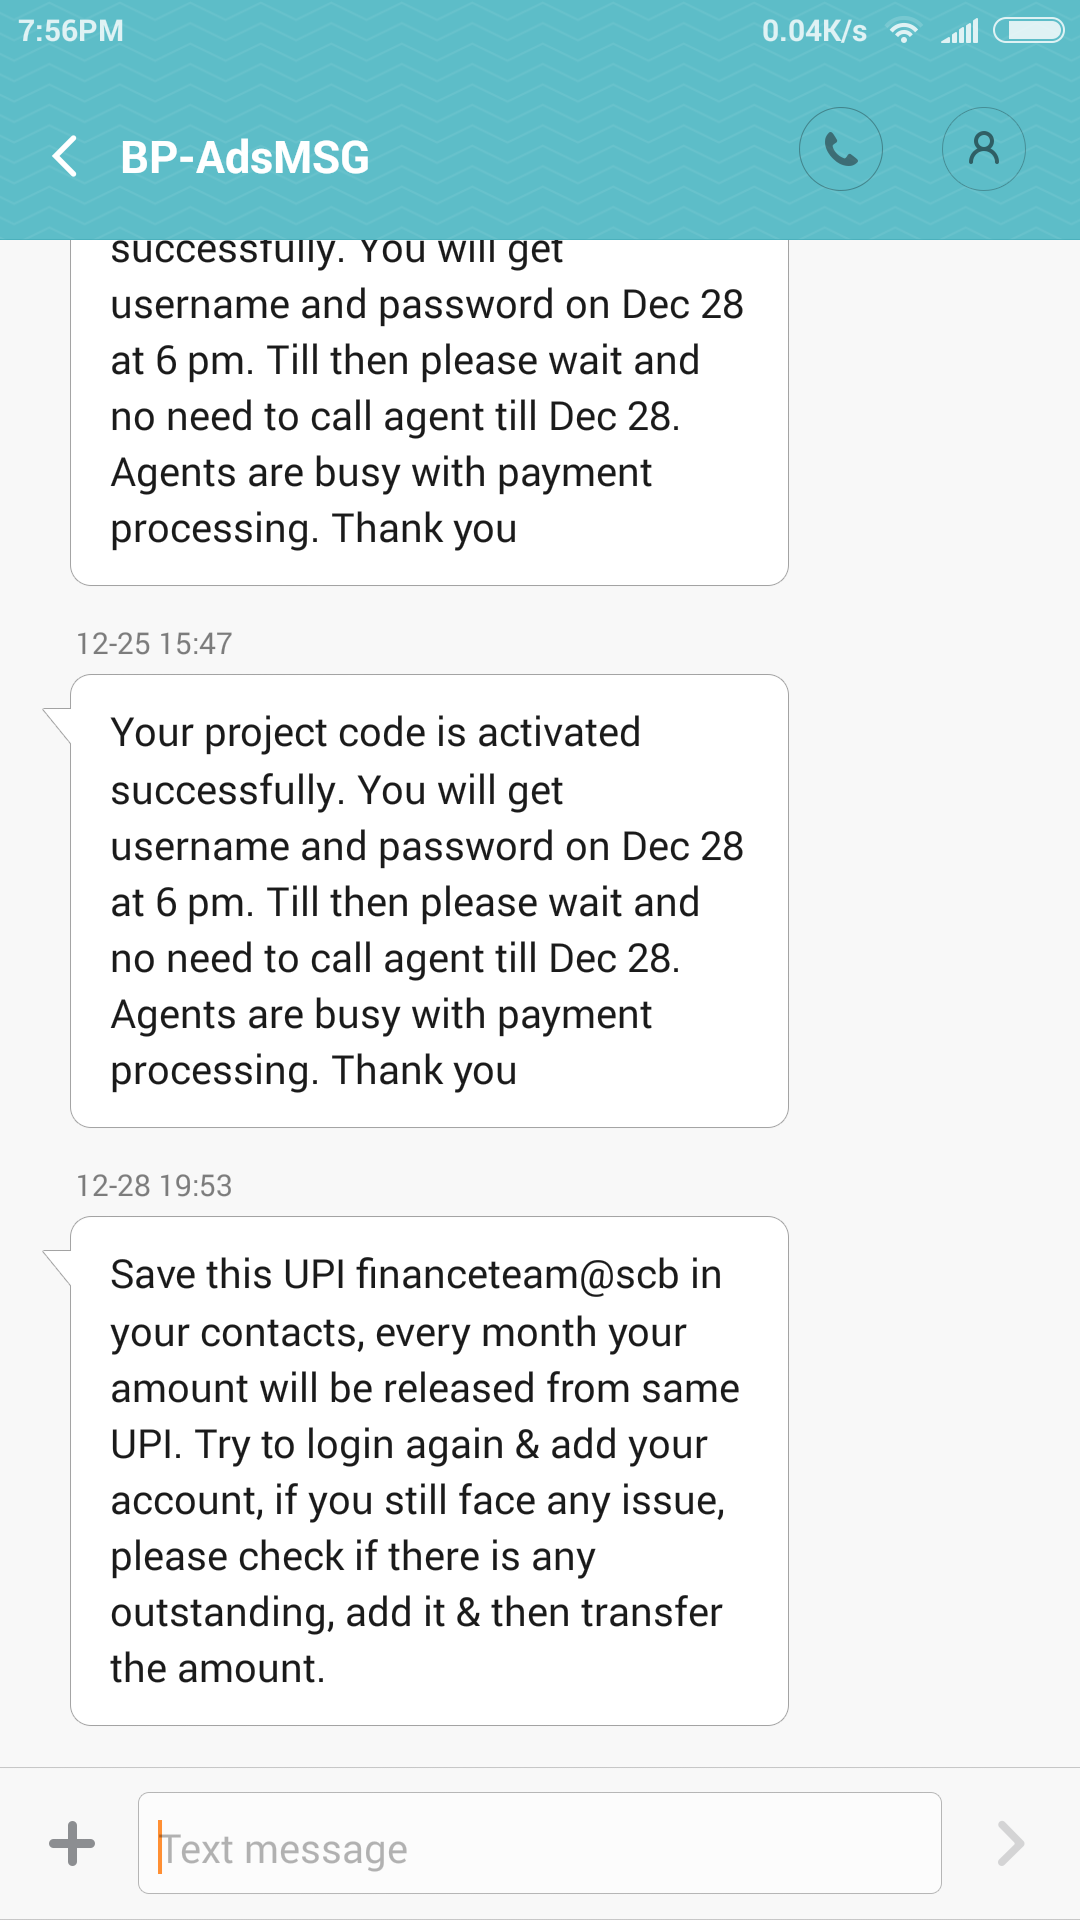 7:56PM 0.04K/s
BP-AdsMSG
successfully. You will get
username and password on Dec 28
at 6 pm. Till then please wait and
no need to call agent till Dec 28.
Agents are busy with payment
processing. Thank you
12-25 15:47
Your project code is activated
successfully. You will get
username and password on Dec 28
at 6 pm. Till then please wait and
no need to call agent till Dec 28.
Agents are busy with payment
processing. Thank you
12-28 19:53
Save this UPI financeteam@scb in
your contacts, every month your
amount will be released from same
UPI. Try to login again & add your
account, if you still face any issue,
please check if there is any
outstanding, add it & then transfer
the amount.
Text message